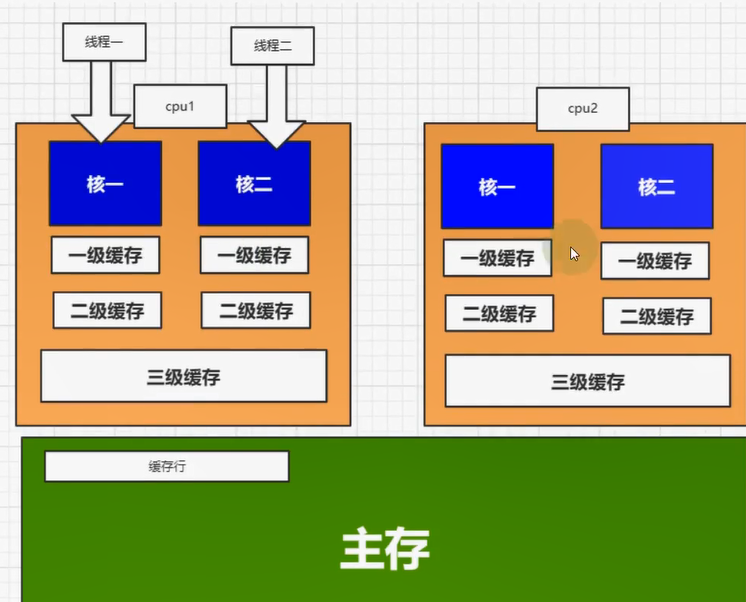 线程一
线程二
cpu1
cpu2
核一
核二
核一
核二
一级缓存
一级缓存
一级缓存
一级缓存
二级缓存
二级缓存
二级缓存
二级缓存
三级缓存
三级缓存
缓存行
主存